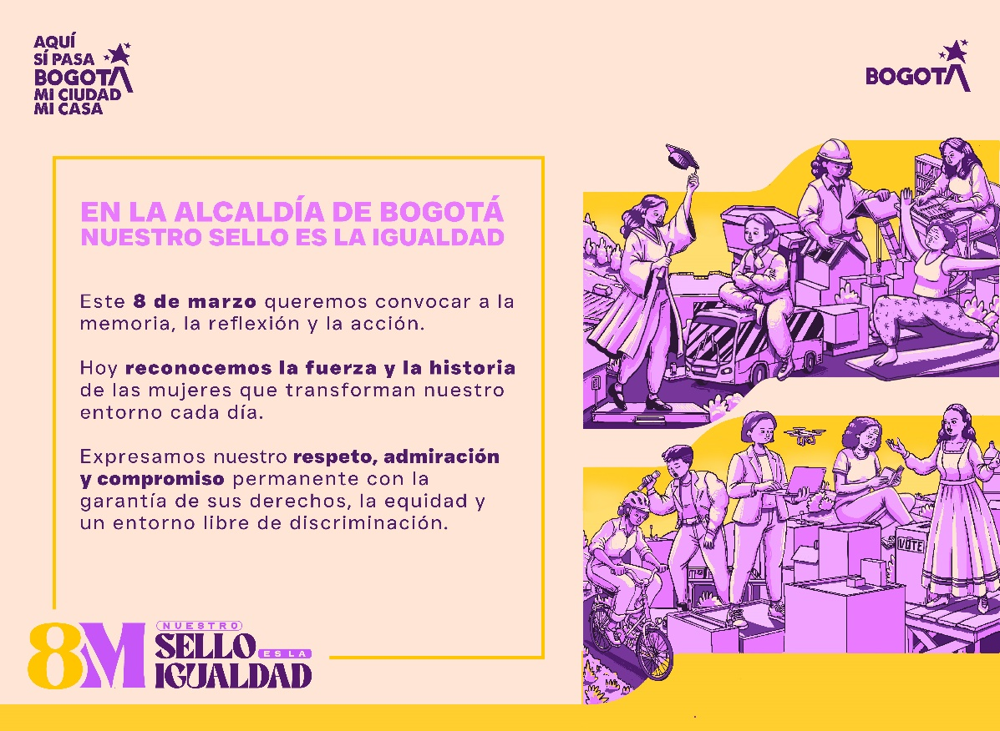 AQUÍ
SÍ PASA
BOGOTÁ
MI CIUDAD
MI CASA
BOGOTÁ
EN LA ALCALDÍA DE BOGOTÁ
NUESTRO SELLO ES LA IGUALDAD
Este 8 de marzo queremos convocar a la
memoria, la reflexión y la acción.
Hoy reconocemos la fuerza y la historia
de las mujeres que transforman nuestro
entorno cada día.
Expresamos nuestro respeto, admiración
y compromiso permanente con la
garantía de sus derechos, la equidad y
un entorno libre de discriminación.
8M NUESTRO
SELLO ES LA
IGUALDAD
VOTE